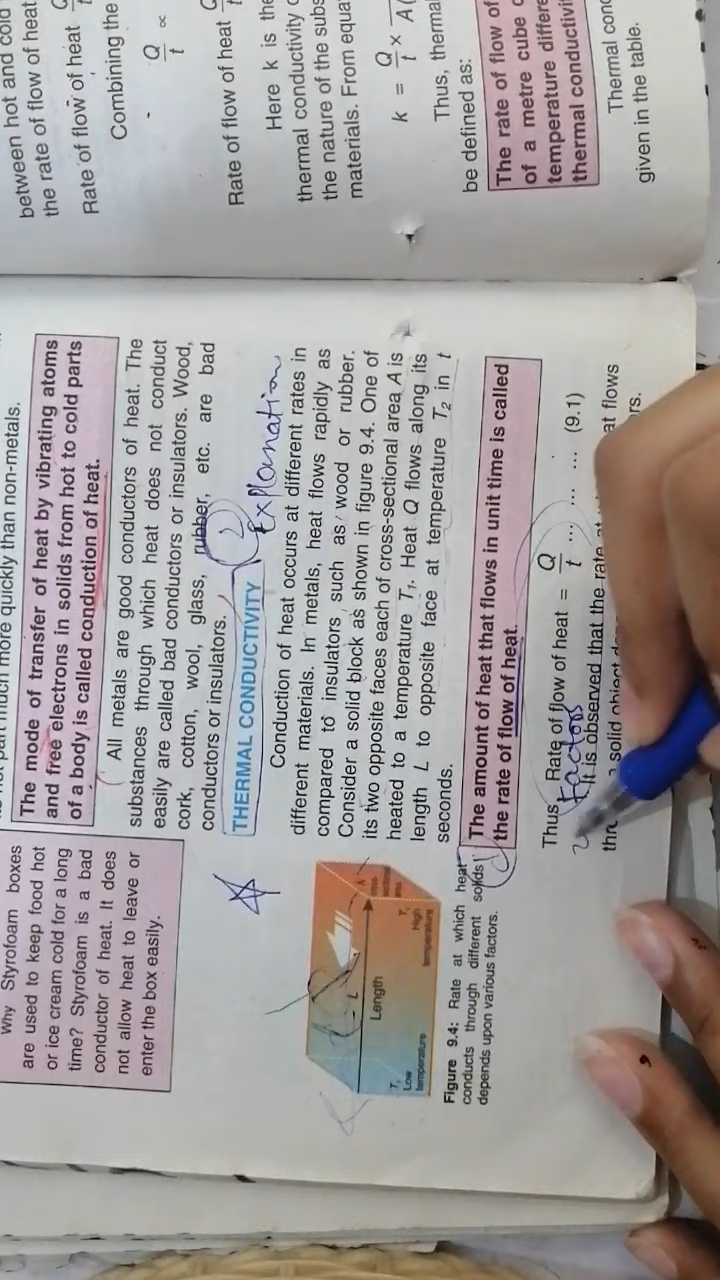 much more quickly than non-metals.
The mode of transfer of heat by vibrating atoms
and free electrons in solids from hot to cold parts
of a body is called conduction of heat.
All metals are good conductors of heat. The
substances through which heat does not conduct
easily are called bad conductors or insulators. Wood,
cork, cotton, wool, glass, rubber, etc. are bad
conductors or insulators.
THERMAL CONDUCTIVITY
2
Explanation
Conduction of heat occurs at different rates in
different materials. In metals, heat flows rapidly as
compared to insulators such as wood or rubber.
Consider a solid block as shown in figure 9.4. One of
its two opposite faces each of cross-sectional area A is
heated to a temperature T₁. Heat Q flows along its
length L to opposite face at temperature T₂ in t
seconds.
The amount of heat that flows in unit time is called
the rate of flow of heat.
Thus Rate of flow of heat = Q/t ... ... ... (9.1)
Factors
It is observed that the rate at
solid object
at flows
rs.
Why Styrofoam boxes
are used to keep food hot
or ice cream cold for a long
time? Styrofoam is a bad
conductor of heat. It does
not allow heat to leave or
enter the box easily.
L
Length
Low
temperature
High
temperature
A
Figure 9.4: Rate at which heat
conducts through different solids
depends upon various factors.
between hot and cold
the rate of flow of heat
Rate of flow of heat
Combining the
Q/t ∝
Rate of flow of heat
Here k is the
thermal conductivity
the nature of the subs
materials. From equat
k = Q/t ×
A(
Thus, thermal
be defined as:
The rate of flow of
of a metre cube
temperature differe
thermal conductivit
Thermal con
given in the table.